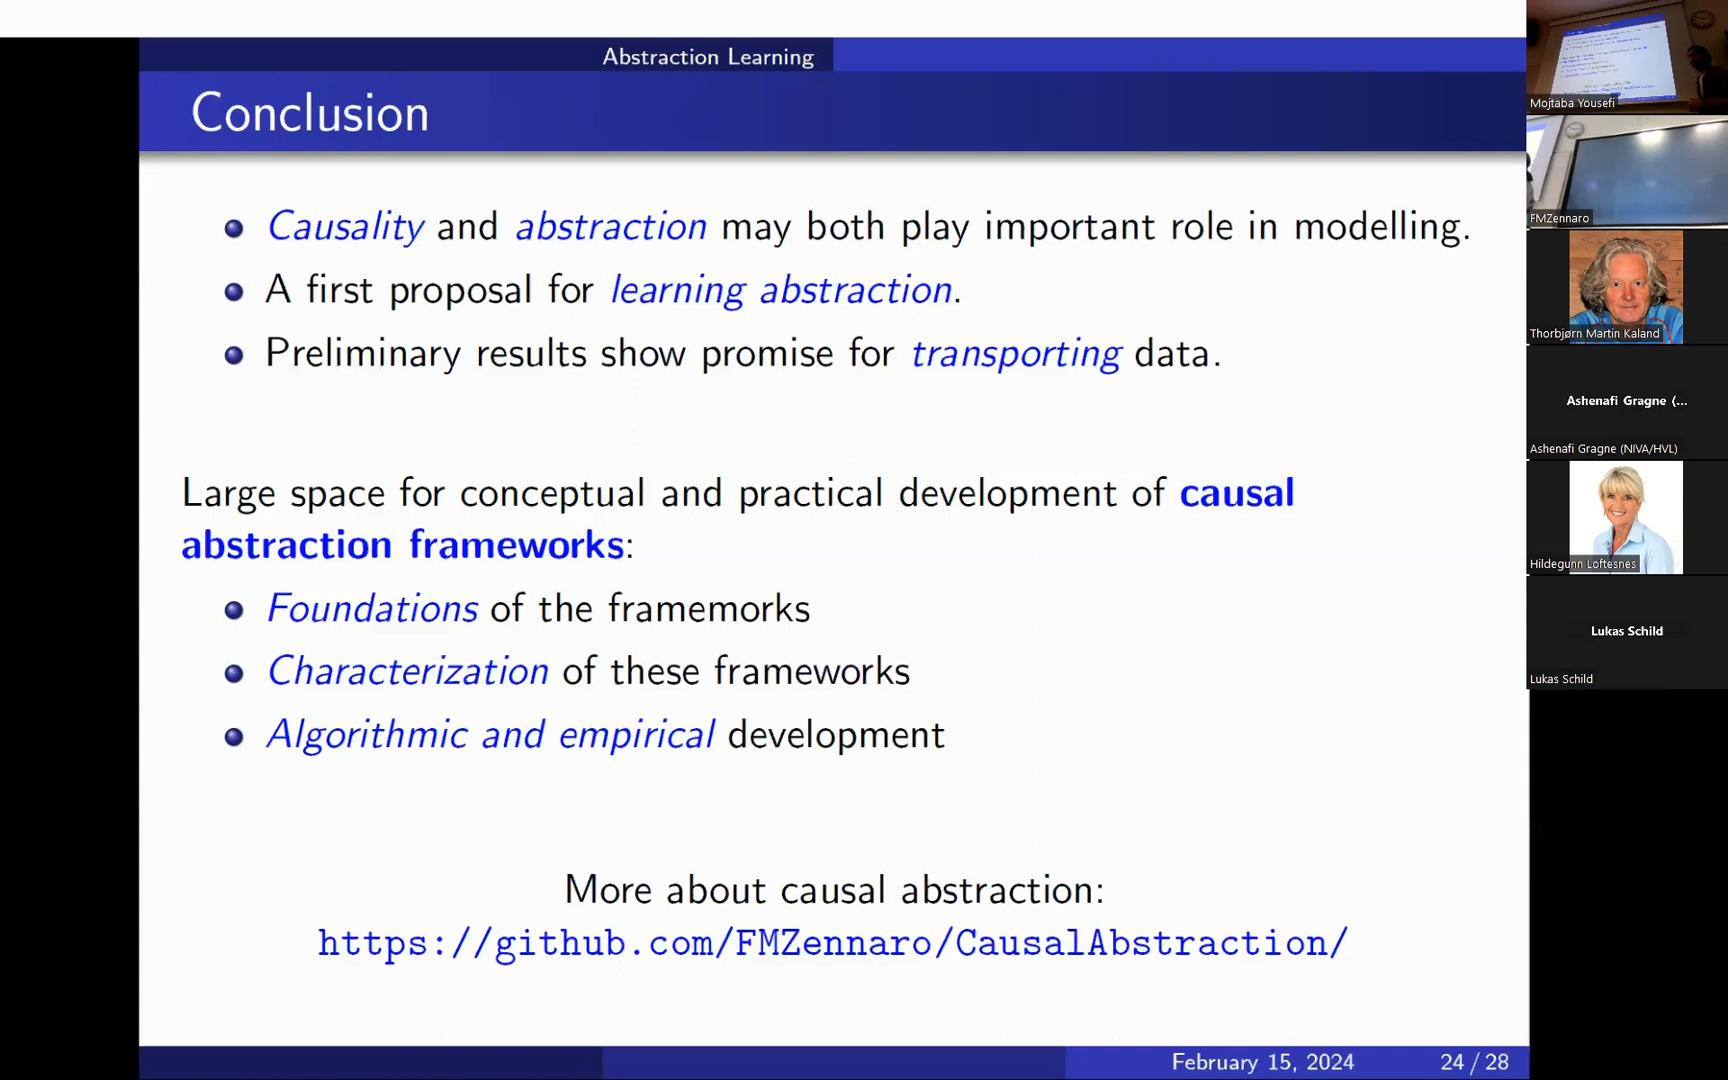 Abstraction Learning
Conclusion
Causality and abstraction may both play important role in modelling.
A first proposal for learning abstraction.
Preliminary results show promise for transporting data.
Large space for conceptual and practical development of causal
abstraction frameworks:
Foundations of the framemorks
Characterization of these frameworks
Algorithmic and empirical development
More about causal abstraction:
https://github.com/FMZennaro/CausalAbstraction/
February 15, 2024 24 / 28
Mojtaba Yousefi
FMZennaro
Thorbjørn Martin Kaland
Ashenafi Gragne (...
Ashenafi Gragne (NIVA/HVL)
Hildegunn Loftesnes
Lukas Schild
Lukas Schild